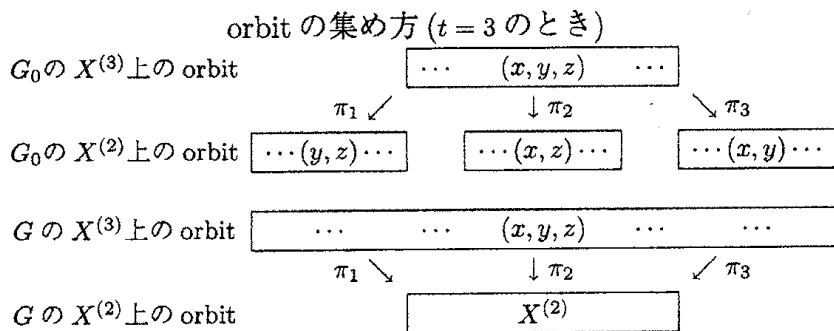 orbit の集め方 (t = 3 のとき)
G₀の X⁽³⁾上の orbit ⋯ (x, y, z) ⋯
π₁ ↙ ↓ π₂ ↘ π₃
G₀の X⁽²⁾上の orbit ⋯(y, z)⋯ ⋯(x, z)⋯ ⋯(x, y)⋯
G の X⁽³⁾上の orbit ⋯ ⋯ (x, y, z) ⋯ ⋯
π₁ ↘ ↓ π₂ ↙ π₃
G の X⁽²⁾上の orbit X⁽²⁾